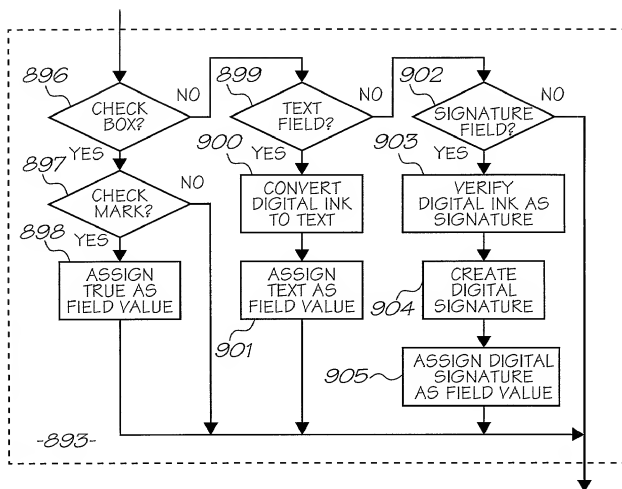 896
CHECK
BOX?
NO
YES
897
CHECK
MARK?
NO
YES
898
ASSIGN
TRUE AS
FIELD VALUE
899
TEXT
FIELD?
NO
YES
900
CONVERT
DIGITAL INK
TO TEXT
ASSIGN
TEXT AS
FIELD VALUE
901
902
SIGNATURE
FIELD?
NO
YES
903
VERIFY
DIGITAL INK AS
SIGNATURE
CREATE
DIGITAL
SIGNATURE
904
ASSIGN DIGITAL
SIGNATURE
AS FIELD VALUE
905
-893-